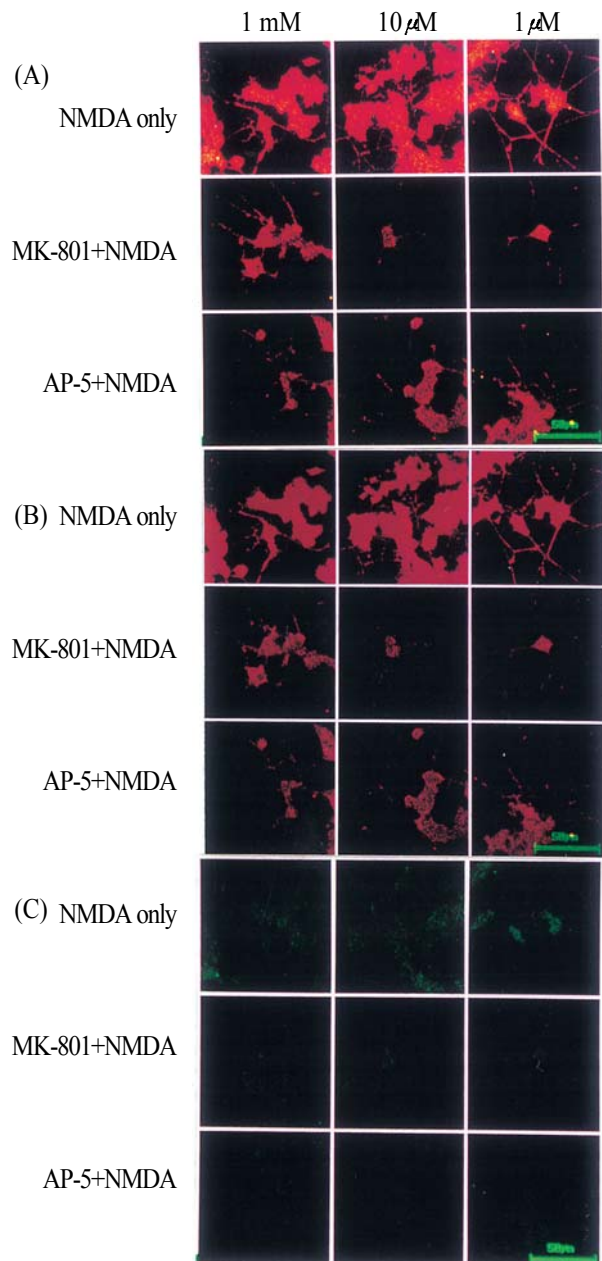 1 mM 10 μM 1 μM
(A)
NMDA only
MK-801+NMDA
AP-5+NMDA
(B) NMDA only
MK-801+NMDA
AP-5+NMDA
(C) NMDA only
MK-801+NMDA
AP-5+NMDA